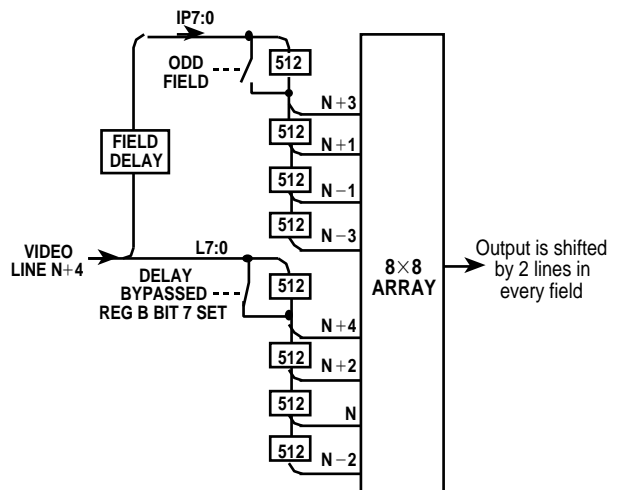 IP7:0
ODD
FIELD
512
N+3
512
N+1
512
N−1
512
N−3
FIELD
DELAY
VIDEO
LINE N+4
L7:0
DELAY
BYPASSED
REG B BIT 7 SET
512
N+4
512
N+2
512
N
512
N−2
8×8
ARRAY
Output is shifted
by 2 lines in
every field